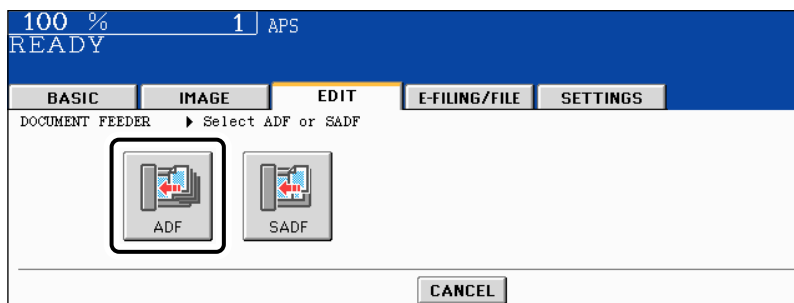 100 % 1 APS
READY
BASIC IMAGE EDIT E-FILING/FILE SETTINGS
DOCUMENT FEEDER Select ADF or SADF
ADF SADF
CANCEL